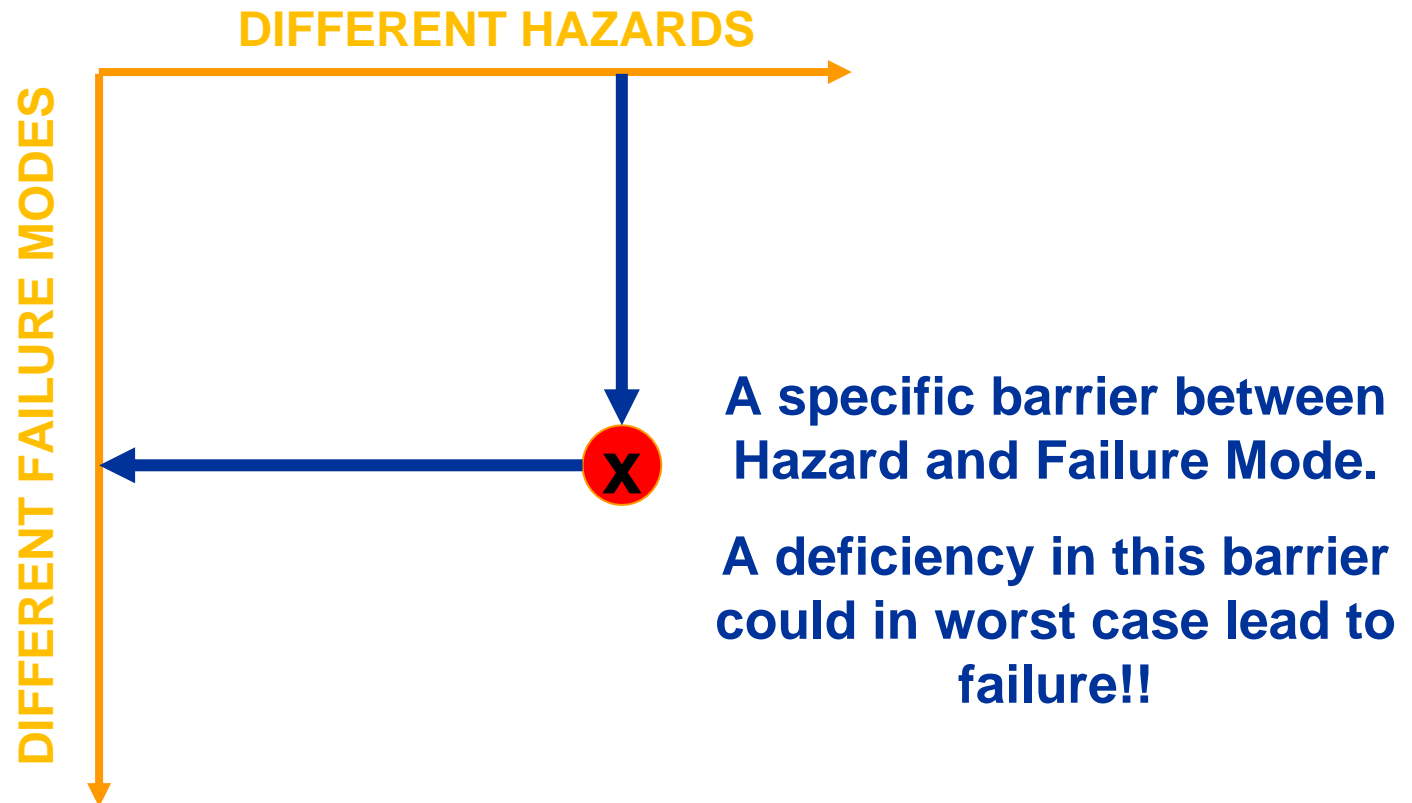 DIFFERENT HAZARDS
DIFFERENT FAILURE MODES
x
A specific barrier between
Hazard and Failure Mode.
A deficiency in this barrier
could in worst case lead to
failure!!